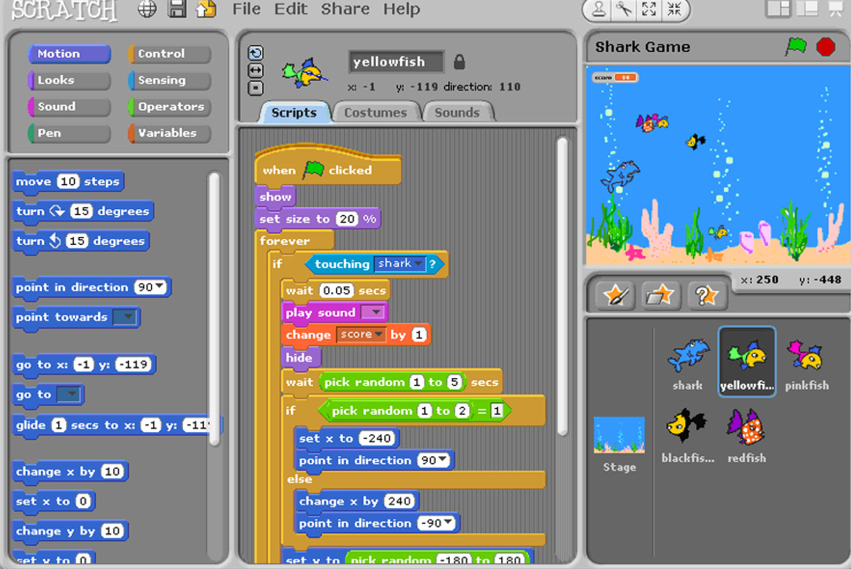 SCRATCH File Edit Share Help
Motion Control
Looks Sensing
Sound Operators
Pen Variables
move 10 steps
turn 15 degrees
turn 15 degrees
point in direction 90
point towards
go to x: -1 y: -119
go to
glide 1 secs to x: -1 y: -11
change x by 10
set x to 0
change y by 10
set y to 0
yellowfish
x: -1 y: -119 direction: 110
Scripts Costumes Sounds
when clicked
show
set size to 20 %
forever
if touching shark ?
wait 0.05 secs
play sound
change score by 1
hide
wait pick random 1 to 5 secs
if pick random 1 to 2 = 1
set x to -240
point in direction 90
else
change x by 240
point in direction -90
set y to pick random -180 to 180
Shark Game
score
x: 250 y: -448
shark yellowfi... pinkfish
Stage
blackfis... redfish